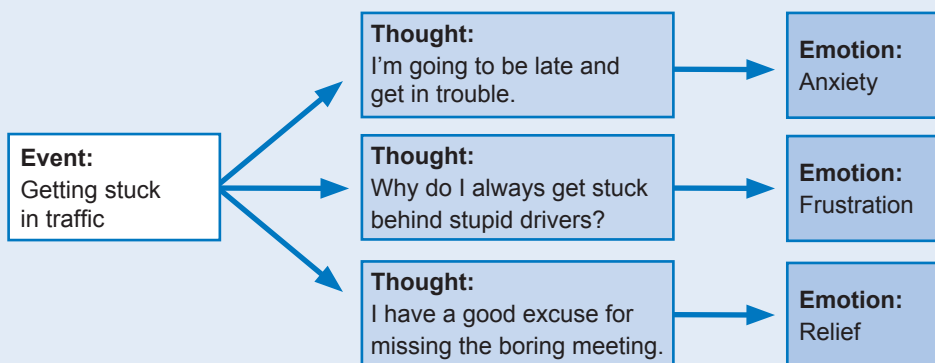 Event:
Getting stuck
in traffic
Thought:
I'm going to be late and
get in trouble.
Emotion:
Anxiety
Thought:
Why do I always get stuck
behind stupid drivers?
Emotion:
Frustration
Thought:
I have a good excuse for
missing the boring meeting.
Emotion:
Relief